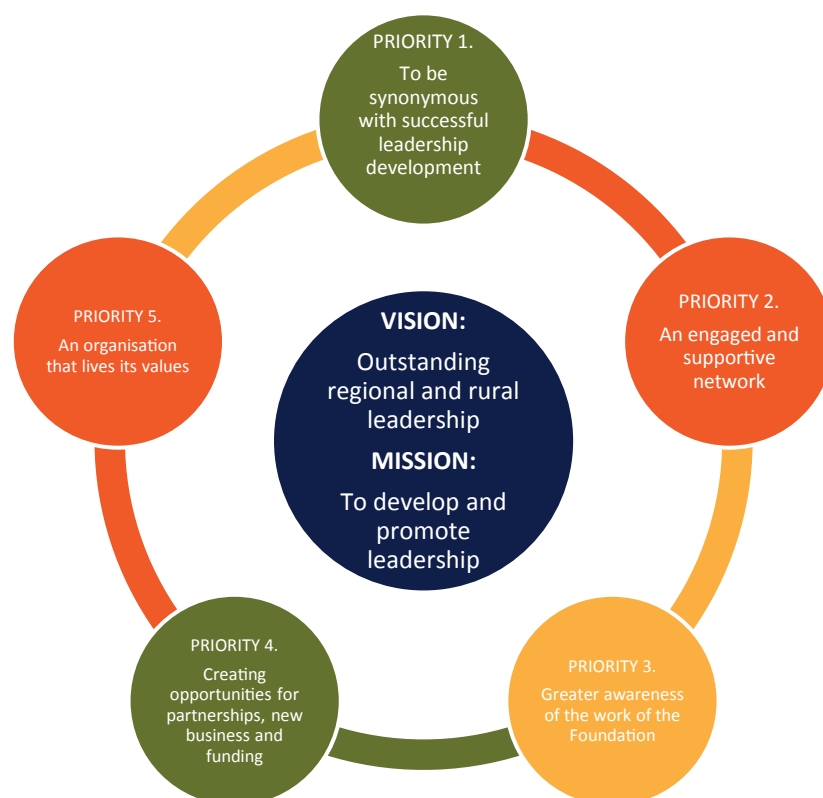 PRIORITY 1.
To be
synonymous
with successful
leadership
development
PRIORITY 2.
An engaged and
supportive
network
PRIORITY 3.
Greater awareness
of the work of the
Foundation
PRIORITY 4.
Creating
opportunities for
partnerships, new
business and
funding
PRIORITY 5.
An organisation
that lives its values
VISION:
Outstanding
regional and rural
leadership
MISSION:
To develop and
promote
leadership